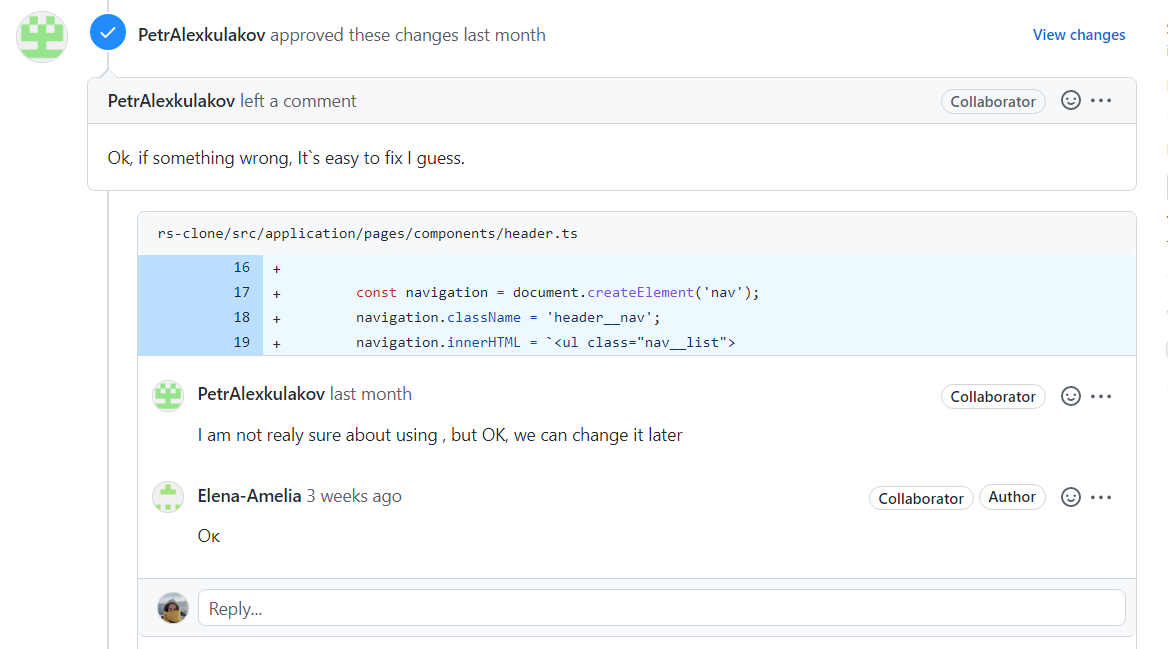 PetrAlexkulakov approved these changes last month View changes
PetrAlexkulakov left a comment Collaborator
Ok, if something wrong, It`s easy to fix I guess.
rs-clone/src/application/pages/components/header.ts
16 +
17 + const navigation = document.createElement('nav');
18 + navigation.className = 'header__nav';
19 + navigation.innerHTML = `<ul class="nav__list">
PetrAlexkulakov last month Collaborator
I am not realy sure about using , but OK, we can change it later
Elena-Amelia 3 weeks ago Collaborator Author
Ок
Reply...